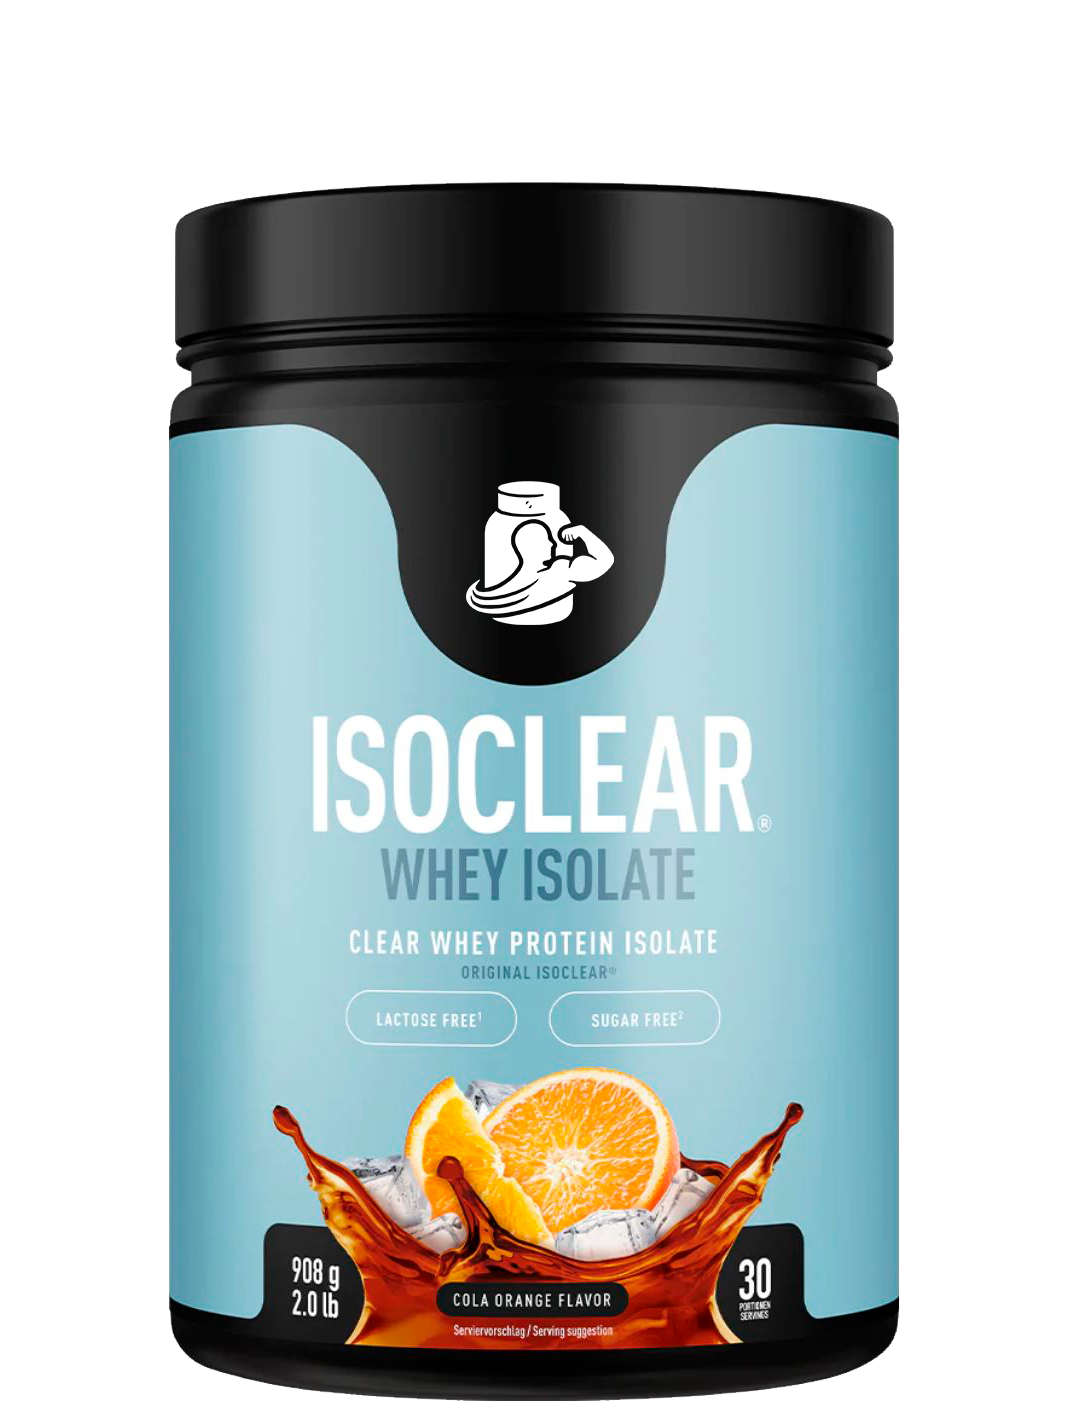 ISOCLEAR®
WHEY ISOLATE
CLEAR WHEY PROTEIN ISOLATE
ORIGINAL ISOCLEAR®
LACTOSE FREE¹
SUGAR FREE²
908 g
2.0 lb
COLA ORANGE FLAVOR
Serviervorschlag / Serving suggestion
30
PORTIONEN
SERVINGS